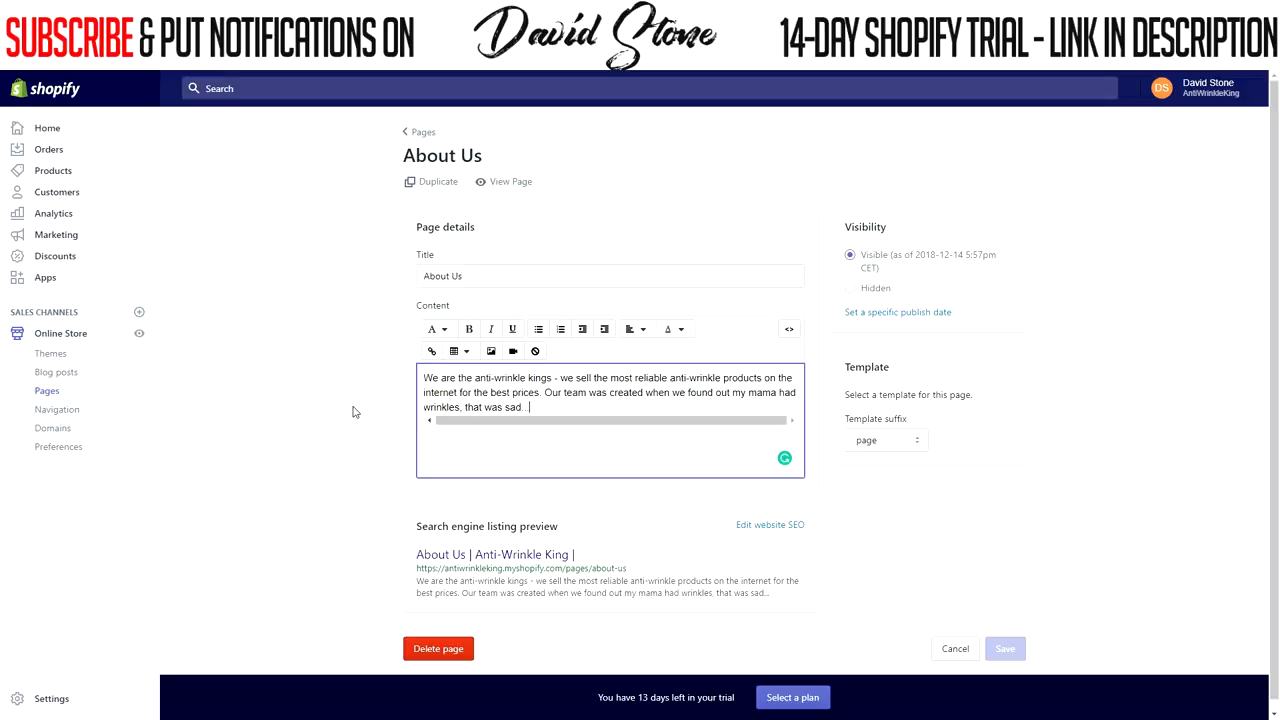 SUBSCRIBE & PUT NOTIFICATIONS ON
David Stone
14-DAY SHOPIFY TRIAL - LINK IN DESCRIPTION
shopify
Search
DS
David Stone
AntiWrinkleKing
Home
Orders
Products
Customers
Analytics
Marketing
Discounts
Apps
SALES CHANNELS
Online Store
Themes
Blog posts
Pages
Navigation
Domains
Preferences
Settings
Pages
About Us
Duplicate
View Page
Page details
Title
About Us
Content
A
B
I
U
A
<>
We are the anti-wrinkle kings - we sell the most reliable anti-wrinkle products on the
internet for the best prices. Our team was created when we found out my mama had
wrinkles, that was sad...
Search engine listing preview
Edit website SEO
About Us | Anti-Wrinkle King |
https://antiwrinkleking.myshopify.com/pages/about-us
We are the anti-wrinkle kings - we sell the most reliable anti-wrinkle products on the internet for the
best prices. Our team was created when we found out my mama had wrinkles, that was sad...
Visibility
Visible (as of 2018-12-14 5:57pm
CET)
Hidden
Set a specific publish date
Template
Select a template for this page.
Template suffix
page
Delete page
Cancel
Save
You have 13 days left in your trial
Select a plan